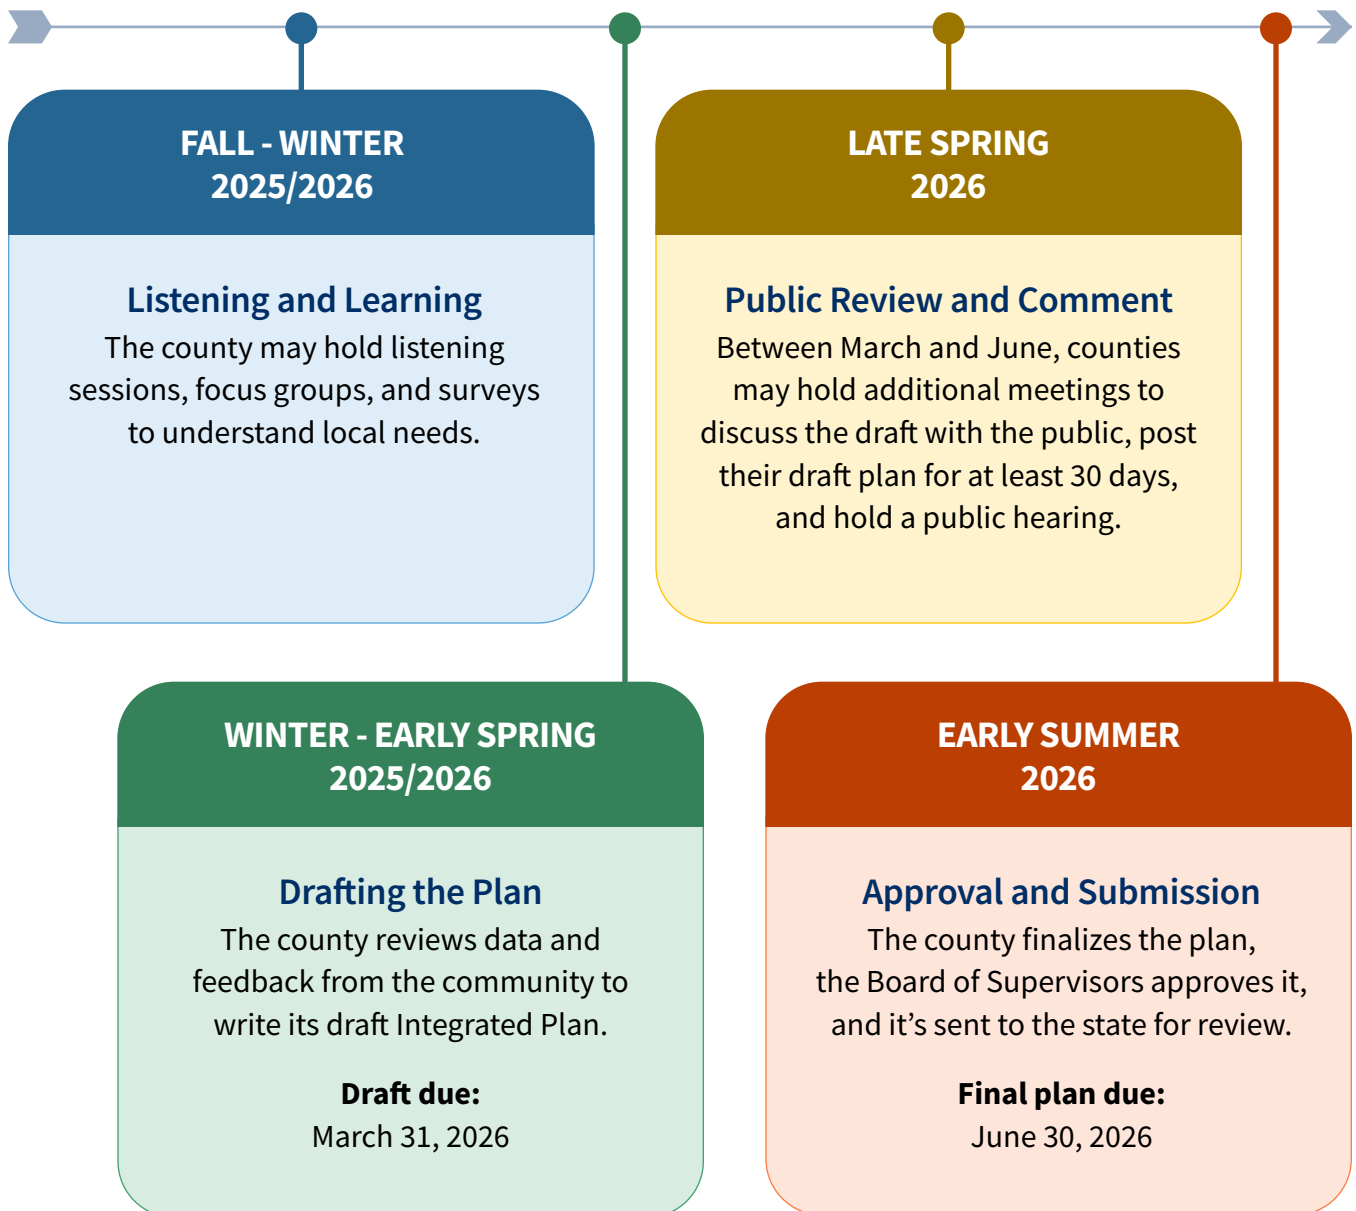 FALL - WINTER
2025/2026
Listening and Learning
The county may hold listening
sessions, focus groups, and surveys
to understand local needs.
WINTER - EARLY SPRING
2025/2026
Drafting the Plan
The county reviews data and
feedback from the community to
write its draft Integrated Plan.
Draft due:
March 31, 2026
LATE SPRING
2026
Public Review and Comment
Between March and June, counties
may hold additional meetings to
discuss the draft with the public, post
their draft plan for at least 30 days,
and hold a public hearing.
EARLY SUMMER
2026
Approval and Submission
The county finalizes the plan,
the Board of Supervisors approves it,
and it’s sent to the state for review.
Final plan due:
June 30, 2026